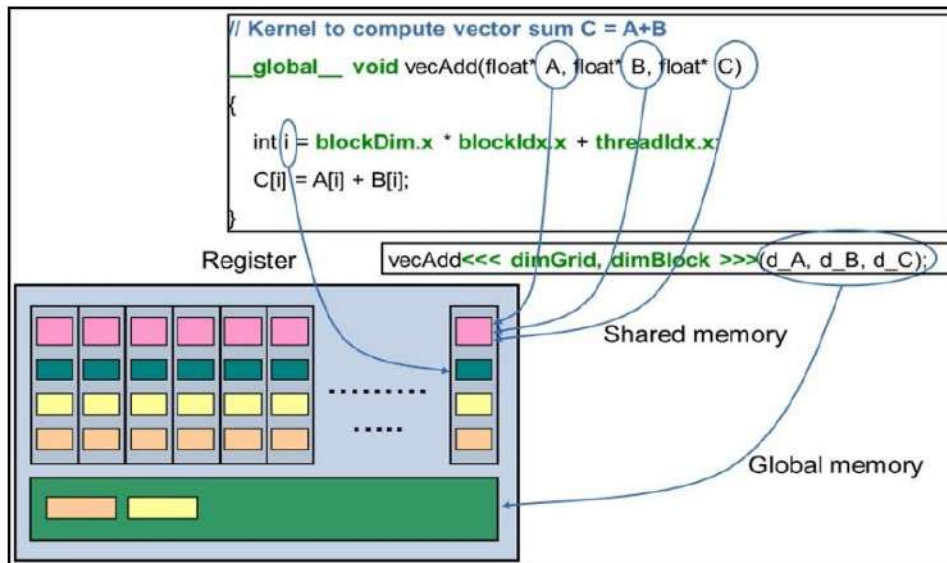 // Kernel to compute vector sum C = A+B
__global__ void vecAdd(float* A, float* B, float* C)
{
int i = blockDim.x * blockIdx.x + threadIdx.x;
C[i] = A[i] + B[i];
}
Register
vecAdd<<< dimGrid, dimBlock >>>(d_A, d_B, d_C);
Shared memory
Global memory